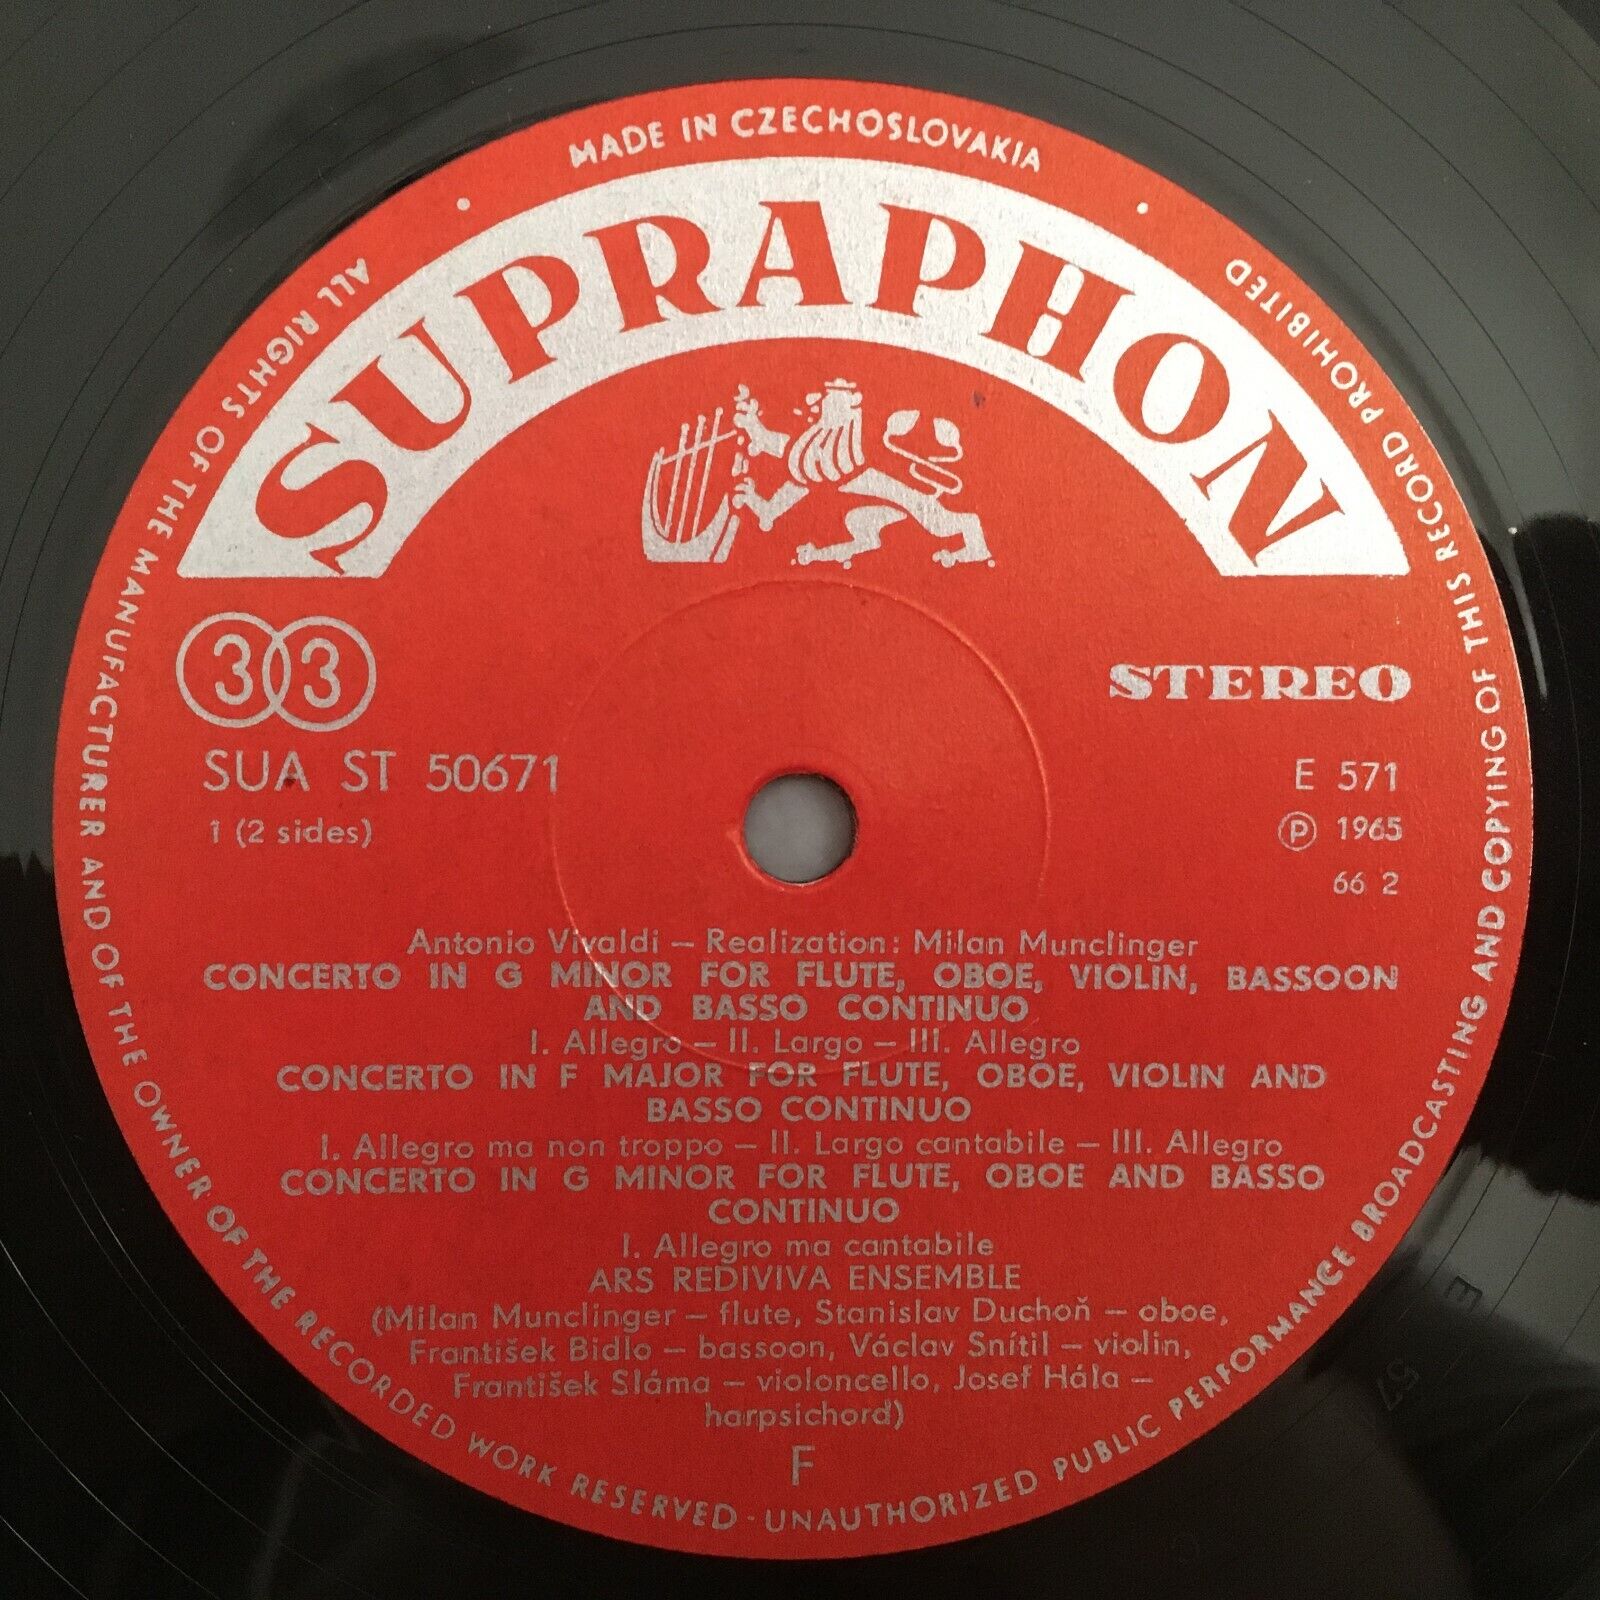 MADE IN CZECHOSLOVAKIA
SUPRAPHON
33
STEREO
SUA ST 50671
E 571
1 (2 sides)
Ⓟ 1965
66 2
Antonio Vivaldi – Realization: Milan Munclinger
CONCERTO IN G MINOR FOR FLUTE, OBOE, VIOLIN, BASSOON
AND BASSO CONTINUO
I. Allegro – II. Largo – III. Allegro
CONCERTO IN F MAJOR FOR FLUTE, OBOE, VIOLIN AND
BASSO CONTINUO
I. Allegro ma non troppo – II. Largo cantabile – III. Allegro
CONCERTO IN G MINOR FOR FLUTE, OBOE AND BASSO
CONTINUO
I. Allegro ma cantabile
ARS REDIVIVA ENSEMBLE
(Milan Munclinger – flute, Stanislav Duchoň – oboe,
František Bidlo – bassoon, Václav Snítil – violin,
František Sláma – violoncello, Josef Hála –
harpsichord)
F
ALL RIGHTS OF THE MANUFACTURER AND OF THE OWNER OF THE RECORDED WORK RESERVED · UNAUTHORIZED PUBLIC PERFORMANCE BROADCASTING AND COPYING OF THIS RECORD PROHIBITED